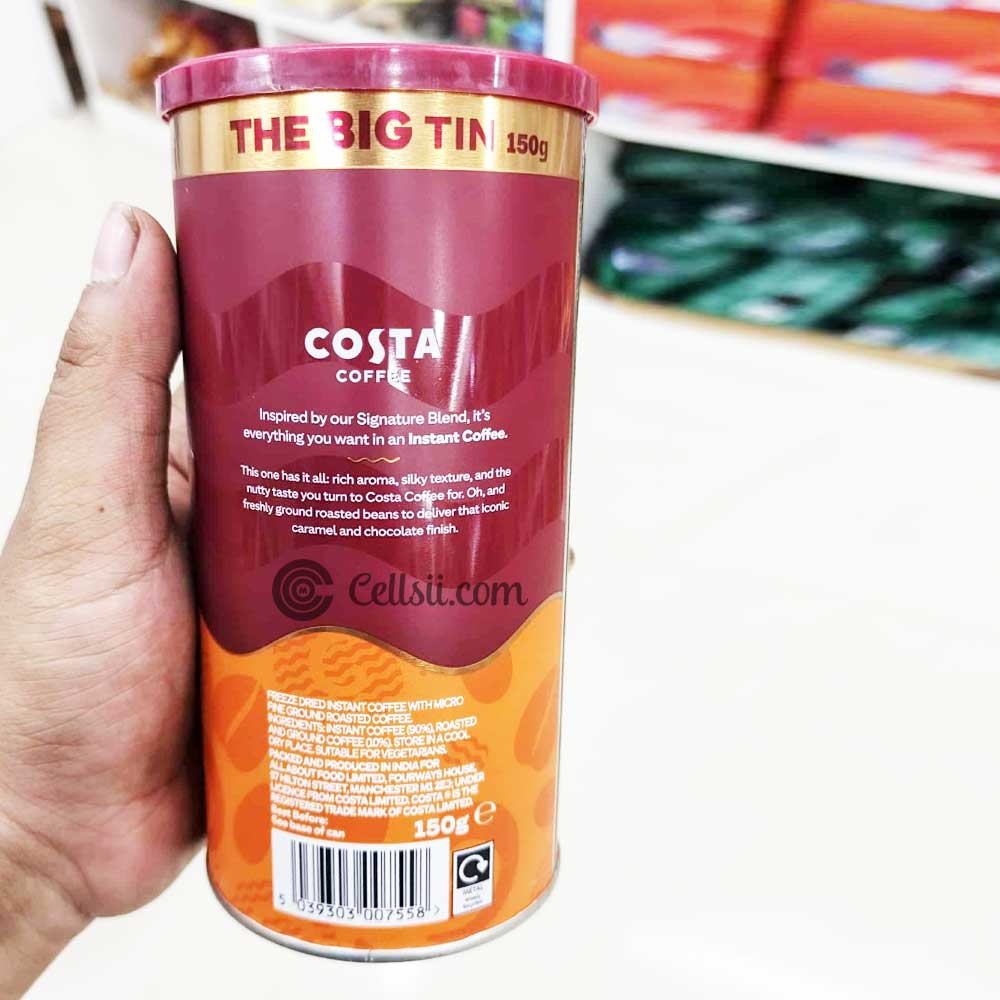 THE BIG TIN 150g
COSTA
COFFEE
Inspired by our Signature Blend, it's
everything you want in an Instant Coffee.
This one has it all: rich aroma, silky texture, and the
nutty taste you turn to Costa Coffee for. Oh, and
freshly ground roasted beans to deliver that iconic
caramel and chocolate finish.
Cellsii.com
FREEZE DRIED INSTANT COFFEE WITH MICRO
FINE GROUND ROASTED COFFEE.
INGREDIENTS: INSTANT COFFEE (90%), ROASTED
AND GROUND COFFEE (10%). STORE IN A COOL
DRY PLACE. SUITABLE FOR VEGETARIANS.
PACKED AND PRODUCED IN INDIA FOR
ALL ABOUT FOOD LIMITED, FOURWAYS HOUSE,
57 HILTON STREET, MANCHESTER M1 2EJ; UNDER
LICENCE FROM COSTA LIMITED. COSTA ® IS THE
REGISTERED TRADE MARK OF COSTA LIMITED.
Best Before:
See base of can
150g e
5 039303 007558 >
METAL